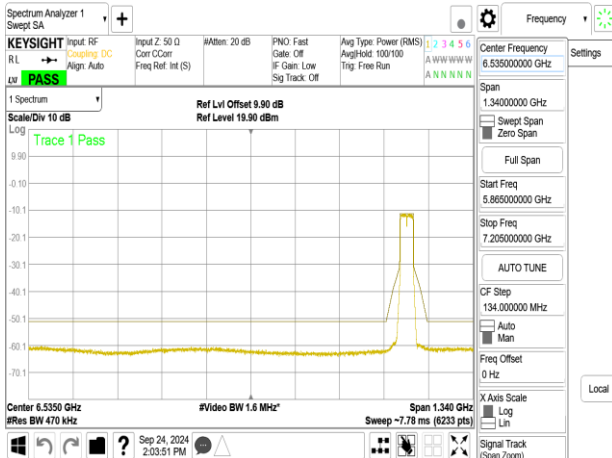 Spectrum Analyzer 1
Swept SA
+
Frequency
KEYSIGHT
RL
LXI
PASS
Input: RF
Coupling: DC
Align: Auto
Input Z: 50 Ω
Corr CCorr
Freq Ref: Int (S)
#Atten: 20 dB
PNO: Fast
Gate: Off
IF Gain: Low
Sig Track: Off
Avg Type: Power (RMS)
Avg|Hold: 100/100
Trig: Free Run
1 2 3 4 5 6
A W W W W W
A N N N N N
1 Spectrum
Scale/Div 10 dB
Ref Lvl Offset 9.90 dB
Ref Level 19.90 dBm
Log
Trace 1 Pass
9.90
-0.10
-10.1
-20.1
-30.1
-40.1
-50.1
-60.1
-70.1
Center 6.5350 GHz
#Res BW 470 kHz
#Video BW 1.6 MHz*
Span 1.340 GHz
Sweep ~7.78 ms (6233 pts)
?
Sep 24, 2024
2:03:51 PM
Center Frequency
6.535000000 GHz
Span
1.34000000 GHz
Swept Span
Zero Span
Full Span
Start Freq
5.865000000 GHz
Stop Freq
7.205000000 GHz
AUTO TUNE
CF Step
134.000000 MHz
Auto
Man
Freq Offset
0 Hz
X Axis Scale
Log
Lin
Signal Track
(Span Zoom)
Settings
Local